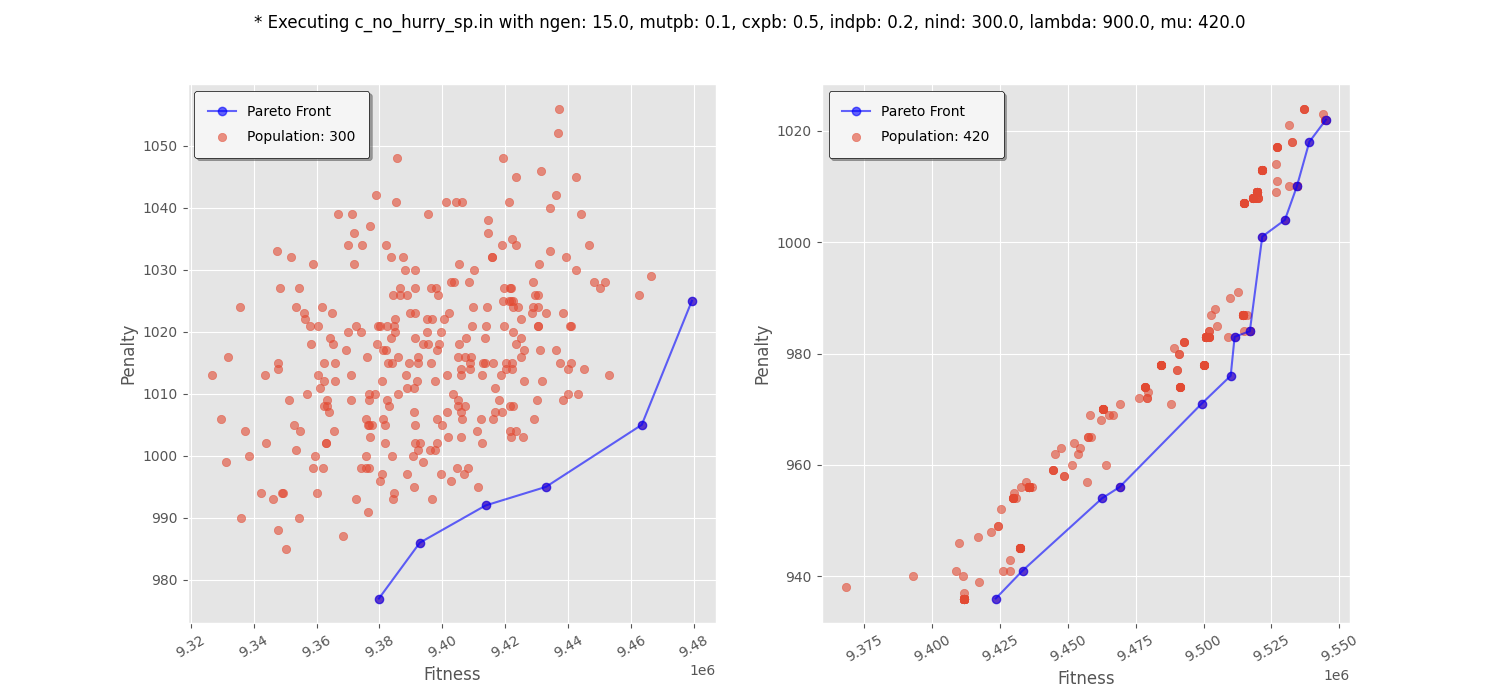 * Executing c_no_hurry_sp.in with ngen: 15.0, mutpb: 0.1, cxpb: 0.5, indpb: 0.2, nind: 300.0, lambda: 900.0, mu: 420.0
Pareto Front
Population: 300
1050
1040
1030
1020
1010
1000
990
980
Penalty
9.32 9.34 9.36 9.38 9.40 9.42 9.44 9.46 9.48
1e6
Fitness
Pareto Front
Population: 420
1020
1000
980
960
940
Penalty
9.375 9.400 9.425 9.450 9.475 9.500 9.525 9.550
1e6
Fitness